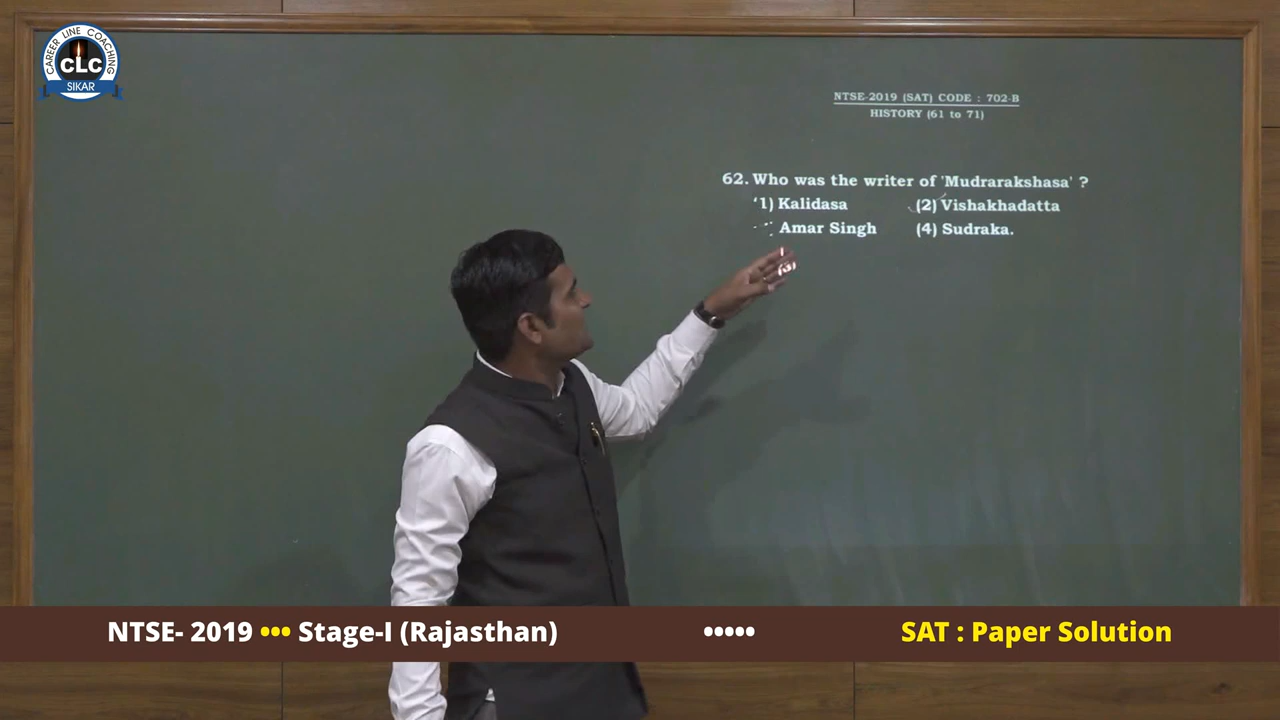 CAREER LINE COACHING
CLC
SIKAR
NTSE-2019 (SAT) CODE : 702-B
HISTORY (61 to 71)
62. Who was the writer of 'Mudrarakshasa' ?
1) Kalidasa (2) Vishakhadatta
Amar Singh (4) Sudraka.
(3)
NTSE- 2019 ••• Stage-I (Rajasthan) ••••• SAT : Paper Solution